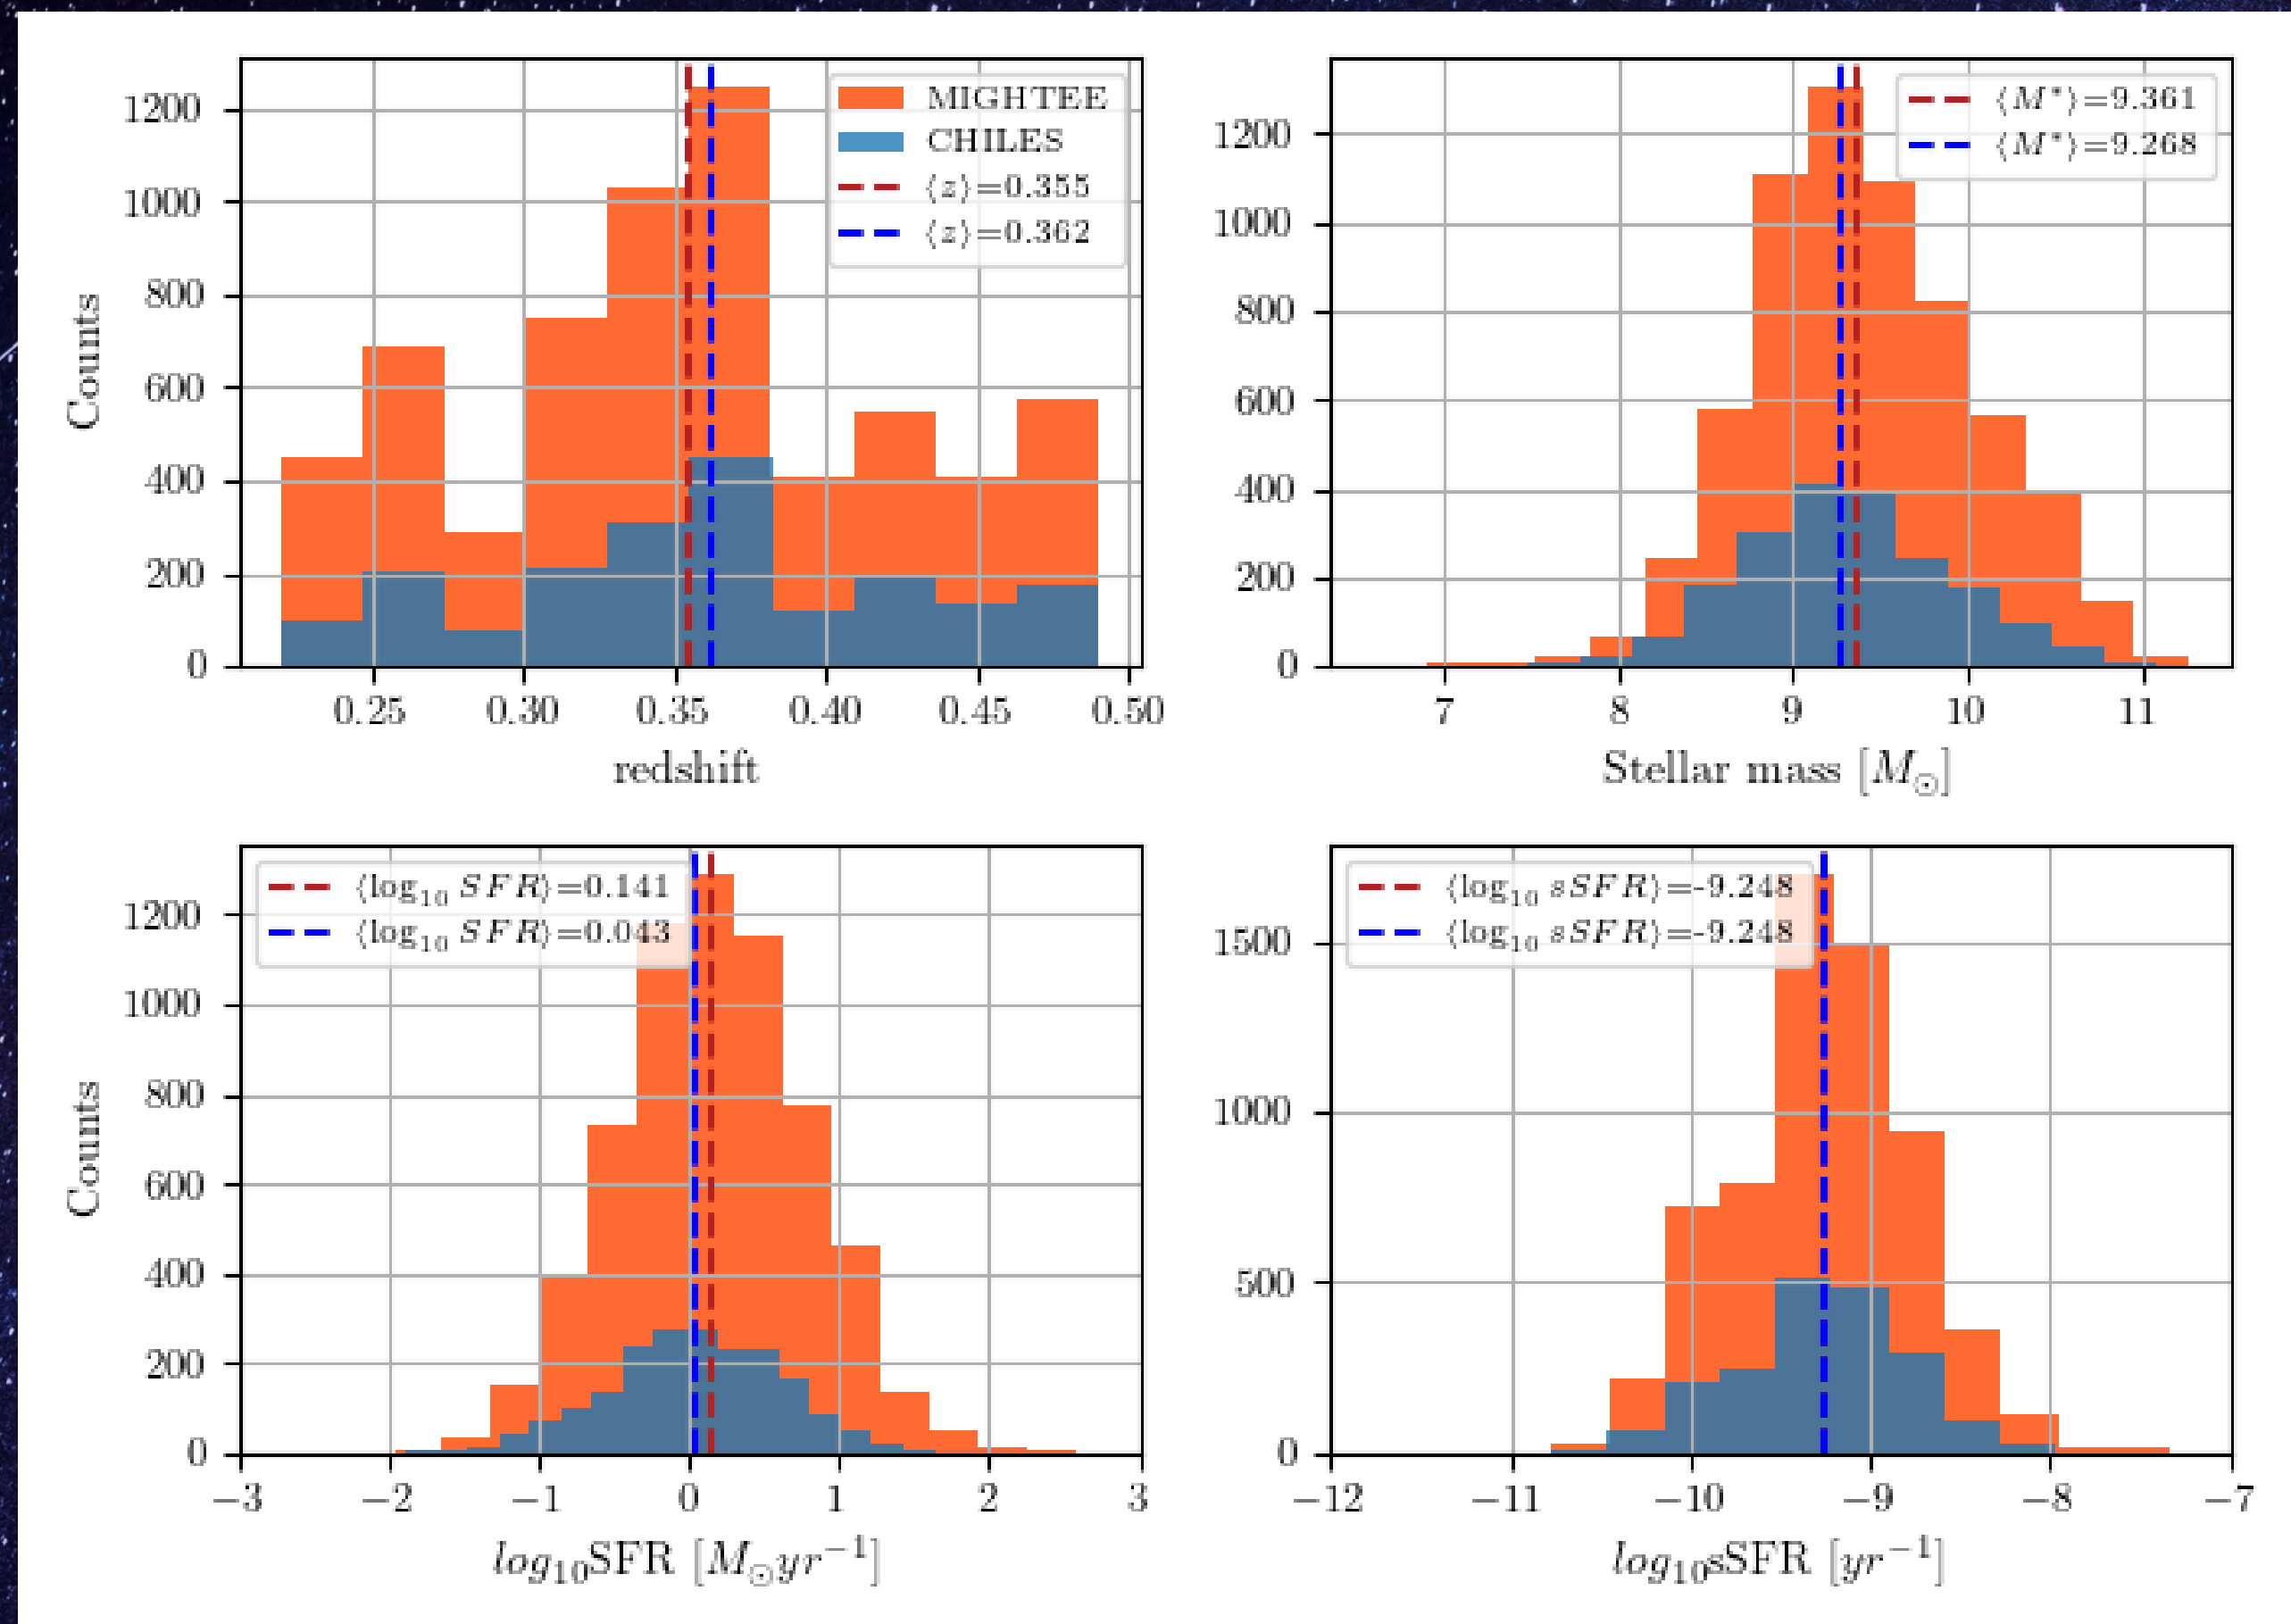 Counts
1200
1000
800
600
400
200
0
MIGHTEE
CHILES
⟨z⟩=0.355
⟨z⟩=0.362
0.25 0.30 0.35 0.40 0.45 0.50
redshift
1200
1000
800
600
400
200
0
⟨M*⟩=9.361
⟨M*⟩=9.268
7 8 9 10 11
Stellar mass [M⊙]
Counts
1200
1000
800
600
400
200
0
⟨log₁₀ SFR⟩=0.141
⟨log₁₀ SFR⟩=0.043
−3 −2 −1 0 1 2 3
log₁₀SFR [M⊙yr⁻¹]
1500
1000
500
0
⟨log₁₀ sSFR⟩=-9.248
⟨log₁₀ sSFR⟩=-9.248
−12 −11 −10 −9 −8 −7
log₁₀sSFR [yr⁻¹]